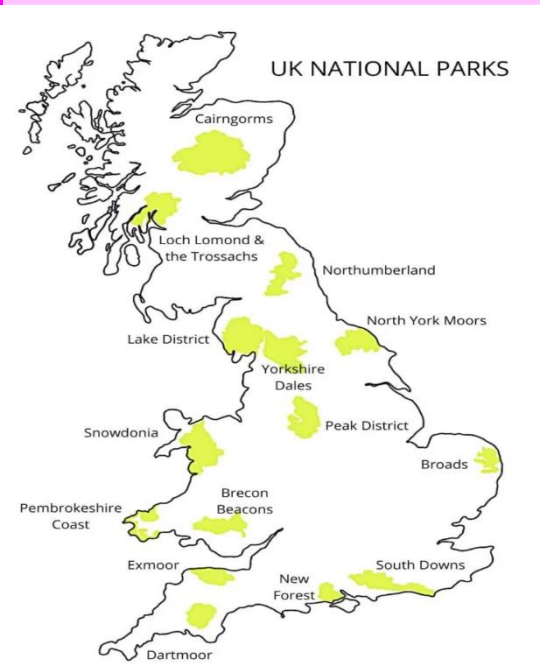 UK NATIONAL PARKS
Cairngorms
Loch Lomond &
the Trossachs
Northumberland
North York Moors
Lake District
Yorkshire
Dales
Peak District
Snowdonia
Broads
Pembrokeshire
Coast
Brecon
Beacons
Exmoor
South Downs
New
Forest
Dartmoor